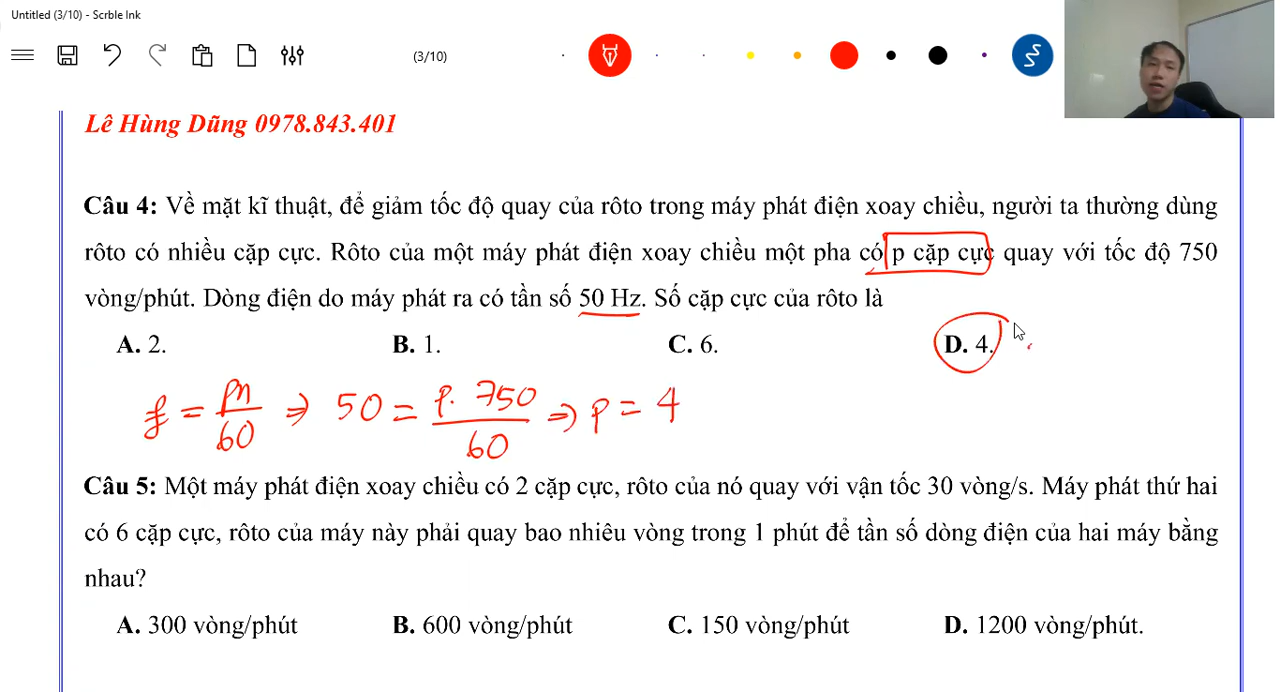 Untitled (3/10) - Scrble Ink
(3/10)
Lê Hùng Dũng 0978.843.401
Câu 4: Về mặt kĩ thuật, để giảm tốc độ quay của rôto trong máy phát điện xoay chiều, người ta thường dùng
rôto có nhiều cặp cực. Rôto của một máy phát điện xoay chiều một pha có p cặp cực quay với tốc độ 750
vòng/phút. Dòng điện do máy phát ra có tần số 50 Hz. Số cặp cực của rôto là
A. 2. B. 1. C. 6. D. 4.
f = pn/60 => 50 = p. 750/60 => p = 4
Câu 5: Một máy phát điện xoay chiều có 2 cặp cực, rôto của nó quay với vận tốc 30 vòng/s. Máy phát thứ hai
có 6 cặp cực, rôto của máy này phải quay bao nhiêu vòng trong 1 phút để tần số dòng điện của hai máy bằng
nhau?
A. 300 vòng/phút B. 600 vòng/phút C. 150 vòng/phút D. 1200 vòng/phút.